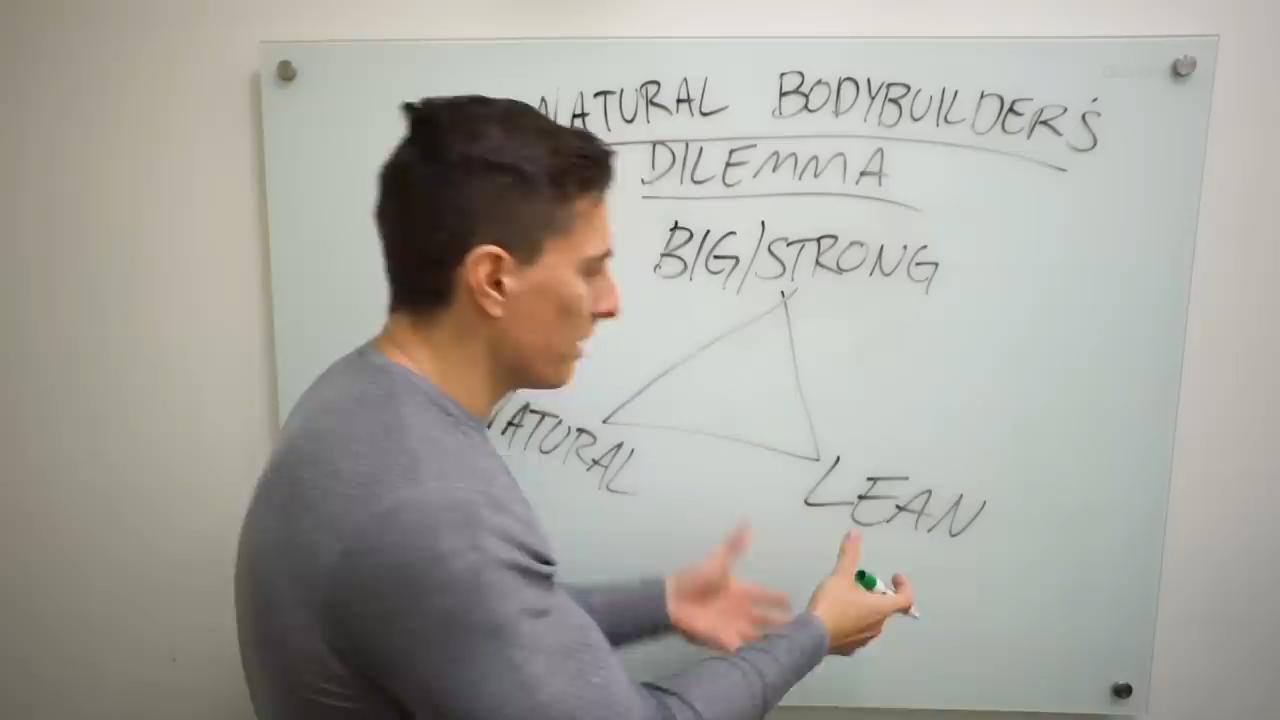 NATURAL BODYBUILDER'S
DILEMMA
BIG/STRONG
NATURAL
LEAN